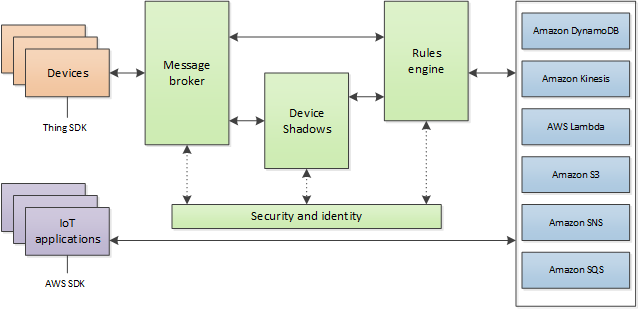 Devices
Thing SDK
Message
broker
Device
Shadows
Rules
engine
Security and identity
IoT
applications
AWS SDK
Amazon DynamoDB
Amazon Kinesis
AWS Lambda
Amazon S3
Amazon SNS
Amazon SQS